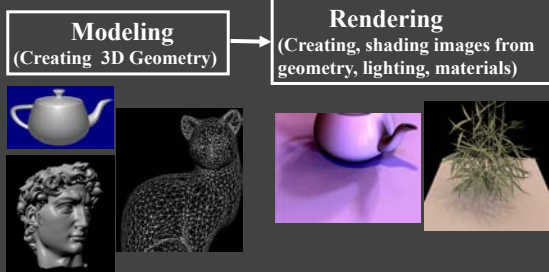 Modeling
(Creating 3D Geometry)
Rendering
(Creating, shading images from
geometry, lighting, materials)